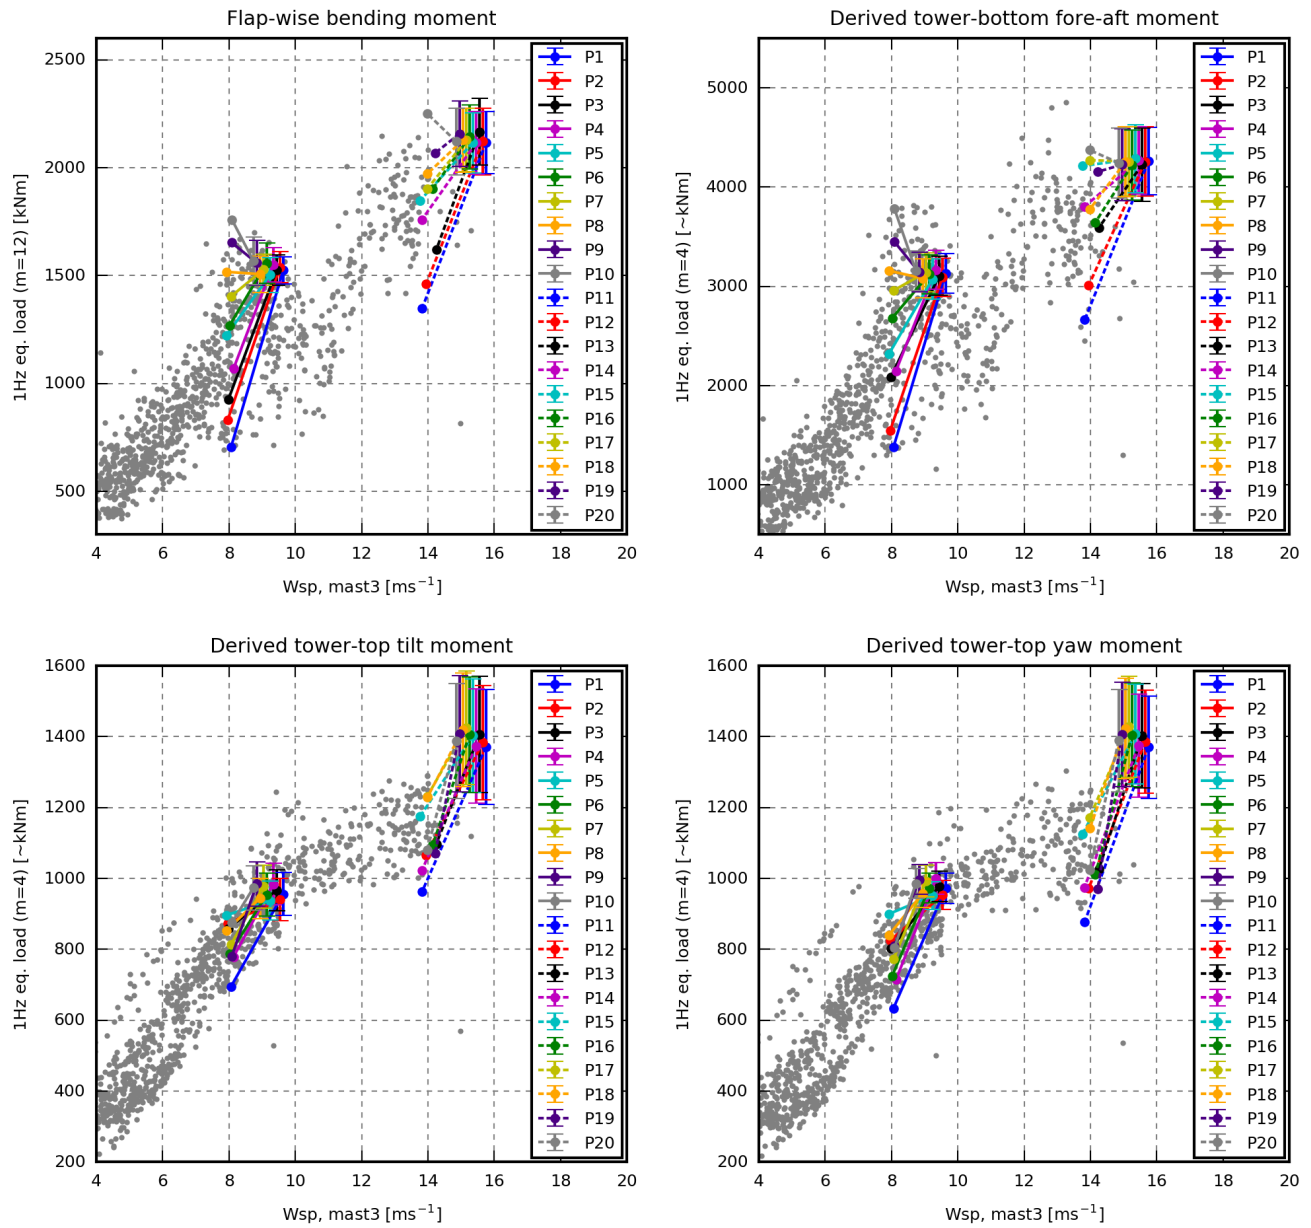 Flap-wise bending moment
1Hz eq. load (m=12) [kNm]
2500
2000
1500
1000
500
4 6 8 10 12 14 16 18 20
Wsp, mast3 [ms⁻¹]
P1
P2
P3
P4
P5
P6
P7
P8
P9
P10
P11
P12
P13
P14
P15
P16
P17
P18
P19
P20
Derived tower-bottom fore-aft moment
1Hz eq. load (m=4) [~kNm]
5000
4000
3000
2000
1000
4 6 8 10 12 14 16 18 20
Wsp, mast3 [ms⁻¹]
P1
P2
P3
P4
P5
P6
P7
P8
P9
P10
P11
P12
P13
P14
P15
P16
P17
P18
P19
P20
Derived tower-top tilt moment
1Hz eq. load (m=4) [~kNm]
1600
1400
1200
1000
800
600
400
200
4 6 8 10 12 14 16 18 20
Wsp, mast3 [ms⁻¹]
P1
P2
P3
P4
P5
P6
P7
P8
P9
P10
P11
P12
P13
P14
P15
P16
P17
P18
P19
P20
Derived tower-top yaw moment
1Hz eq. load (m=4) [~kNm]
1600
1400
1200
1000
800
600
400
200
4 6 8 10 12 14 16 18 20
Wsp, mast3 [ms⁻¹]
P1
P2
P3
P4
P5
P6
P7
P8
P9
P10
P11
P12
P13
P14
P15
P16
P17
P18
P19
P20